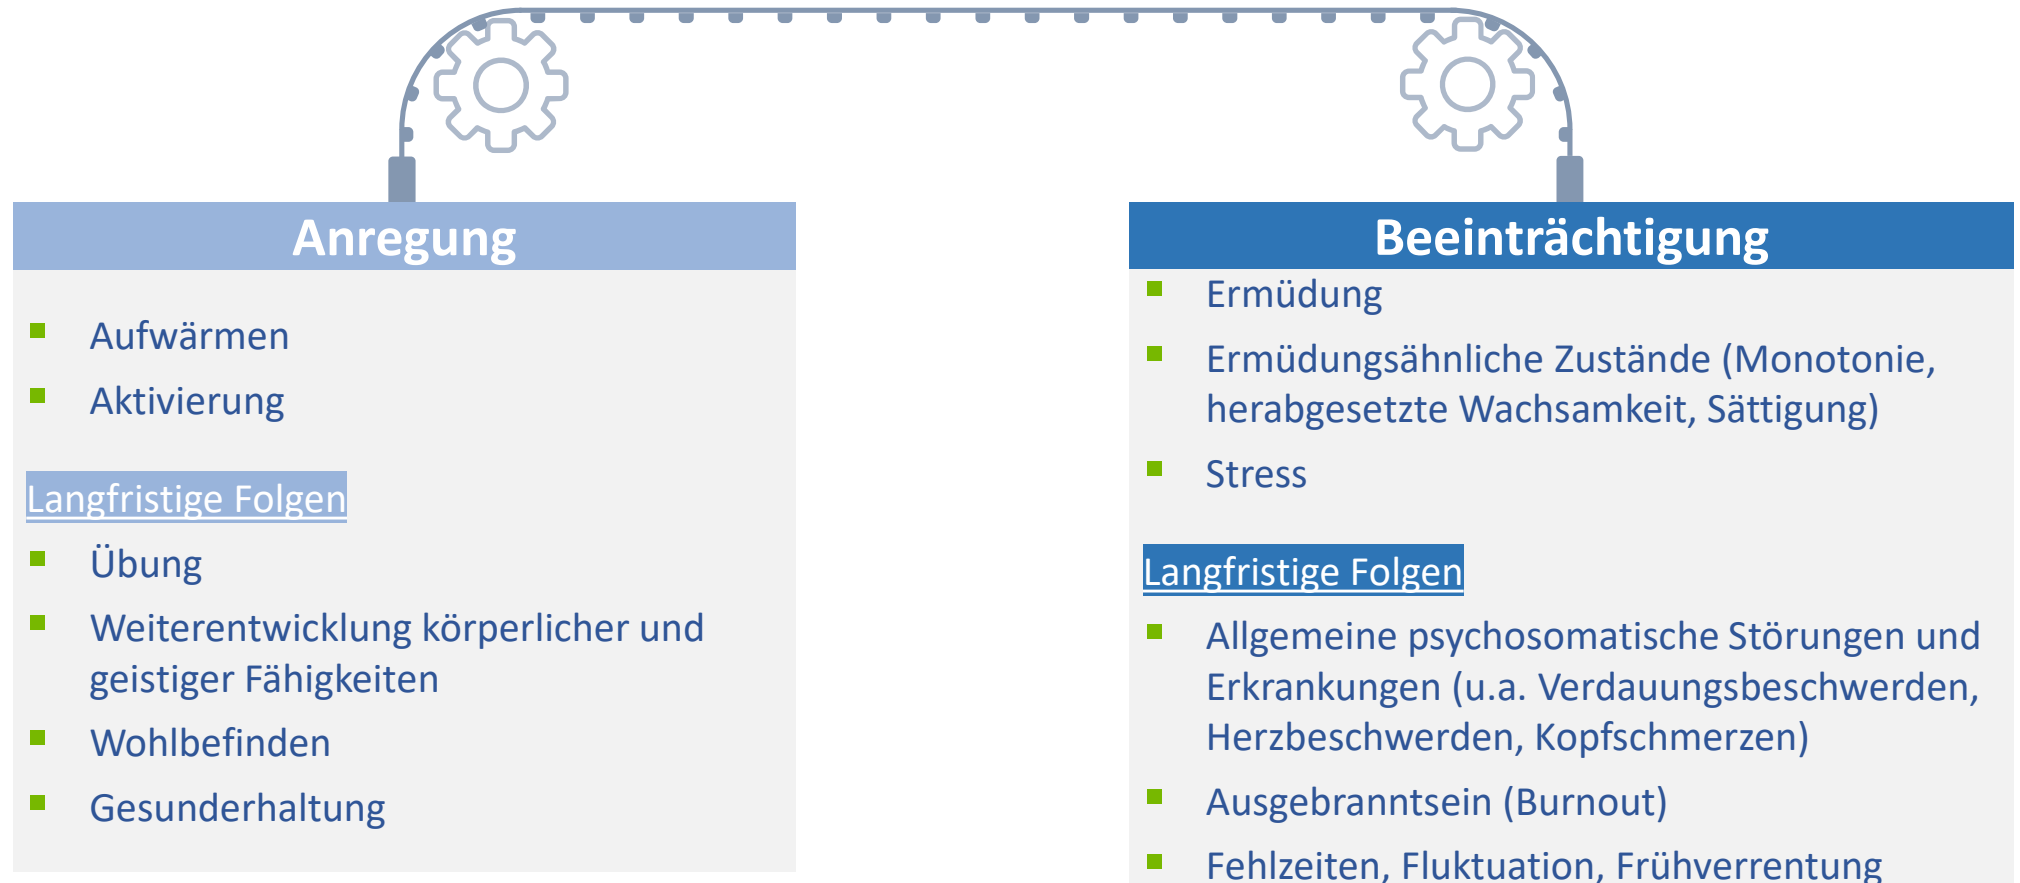 Anregung
Aufwärmen
Aktivierung
Langfristige Folgen
Übung
Weiterentwicklung körperlicher und
geistiger Fähigkeiten
Wohlbefinden
Gesunderhaltung
Beeinträchtigung
Ermüdung
Ermüdungsähnliche Zustände (Monotonie,
herabgesetzte Wachsamkeit, Sättigung)
Stress
Langfristige Folgen
Allgemeine psychosomatische Störungen und
Erkrankungen (u.a. Verdauungsbeschwerden,
Herzbeschwerden, Kopfschmerzen)
Ausgebranntsein (Burnout)
Fehlzeiten, Fluktuation, Frühverrentung